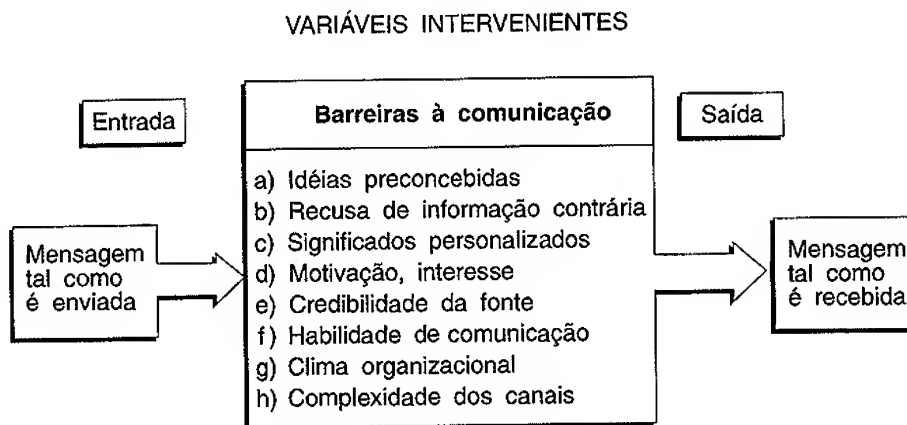 VARIÁVEIS INTERVENIENTES
Entrada
Barreiras à comunicação
Saída
a) Idéias preconcebidas
b) Recusa de informação contrária
c) Significados personalizados
d) Motivação, interesse
e) Credibilidade da fonte
f) Habilidade de comunicação
g) Clima organizacional
h) Complexidade dos canais
Mensagem
tal como
é enviada
Mensagem
tal como
é recebida